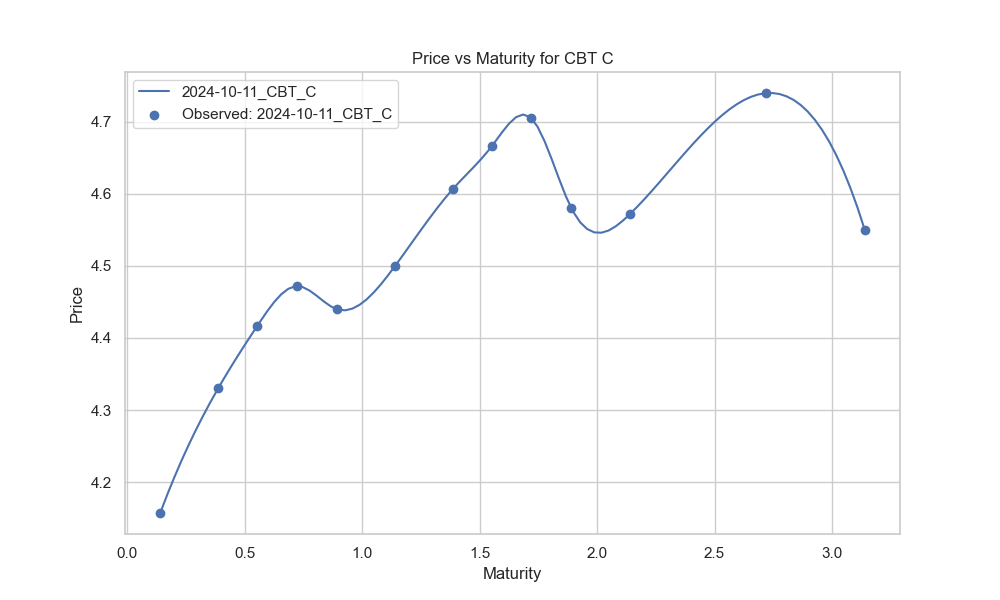 Price vs Maturity for CBT C
2024-10-11_CBT_C
Observed: 2024-10-11_CBT_C
Price
4.7
4.6
4.5
4.4
4.3
4.2
0.0 0.5 1.0 1.5 2.0 2.5 3.0
Maturity